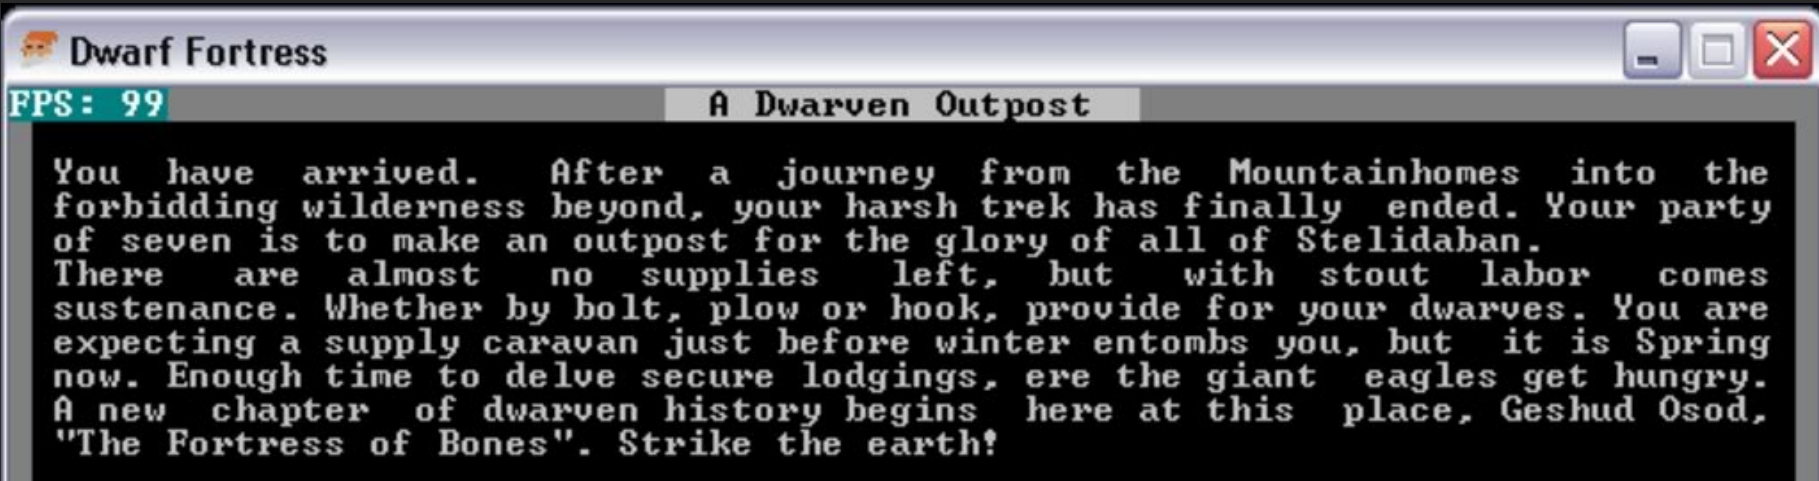 Dwarf Fortress
FPS: 99
A Dwarven Outpost
You have arrived. After a journey from the Mountainhomes into the
forbidding wilderness beyond, your harsh trek has finally ended. Your party
of seven is to make an outpost for the glory of all of Stelidaban.
There are almost no supplies left, but with stout labor comes
sustenance. Whether by bolt, plow or hook, provide for your dwarves. You are
expecting a supply caravan just before winter entombs you, but it is Spring
now. Enough time to delve secure lodgings, ere the giant eagles get hungry.
A new chapter of dwarven history begins here at this place, Geshud Osod,
"The Fortress of Bones". Strike the earth!